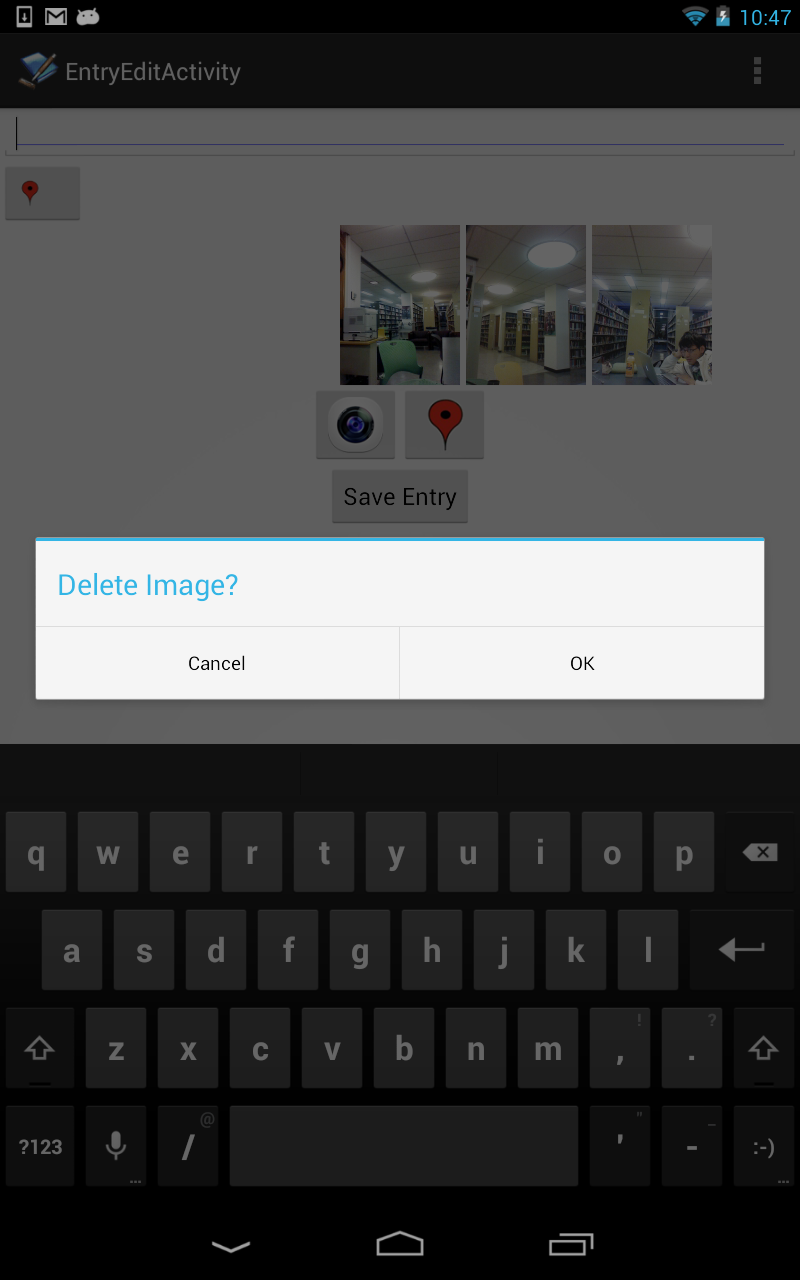 10:47
EntryEditActivity
Save Entry
Delete Image?
Cancel OK
q w e r t y u i o p
a s d f g h j k l
! ?
z x c v b n m , .
@ " _
?123 / ' - :-)
... ...